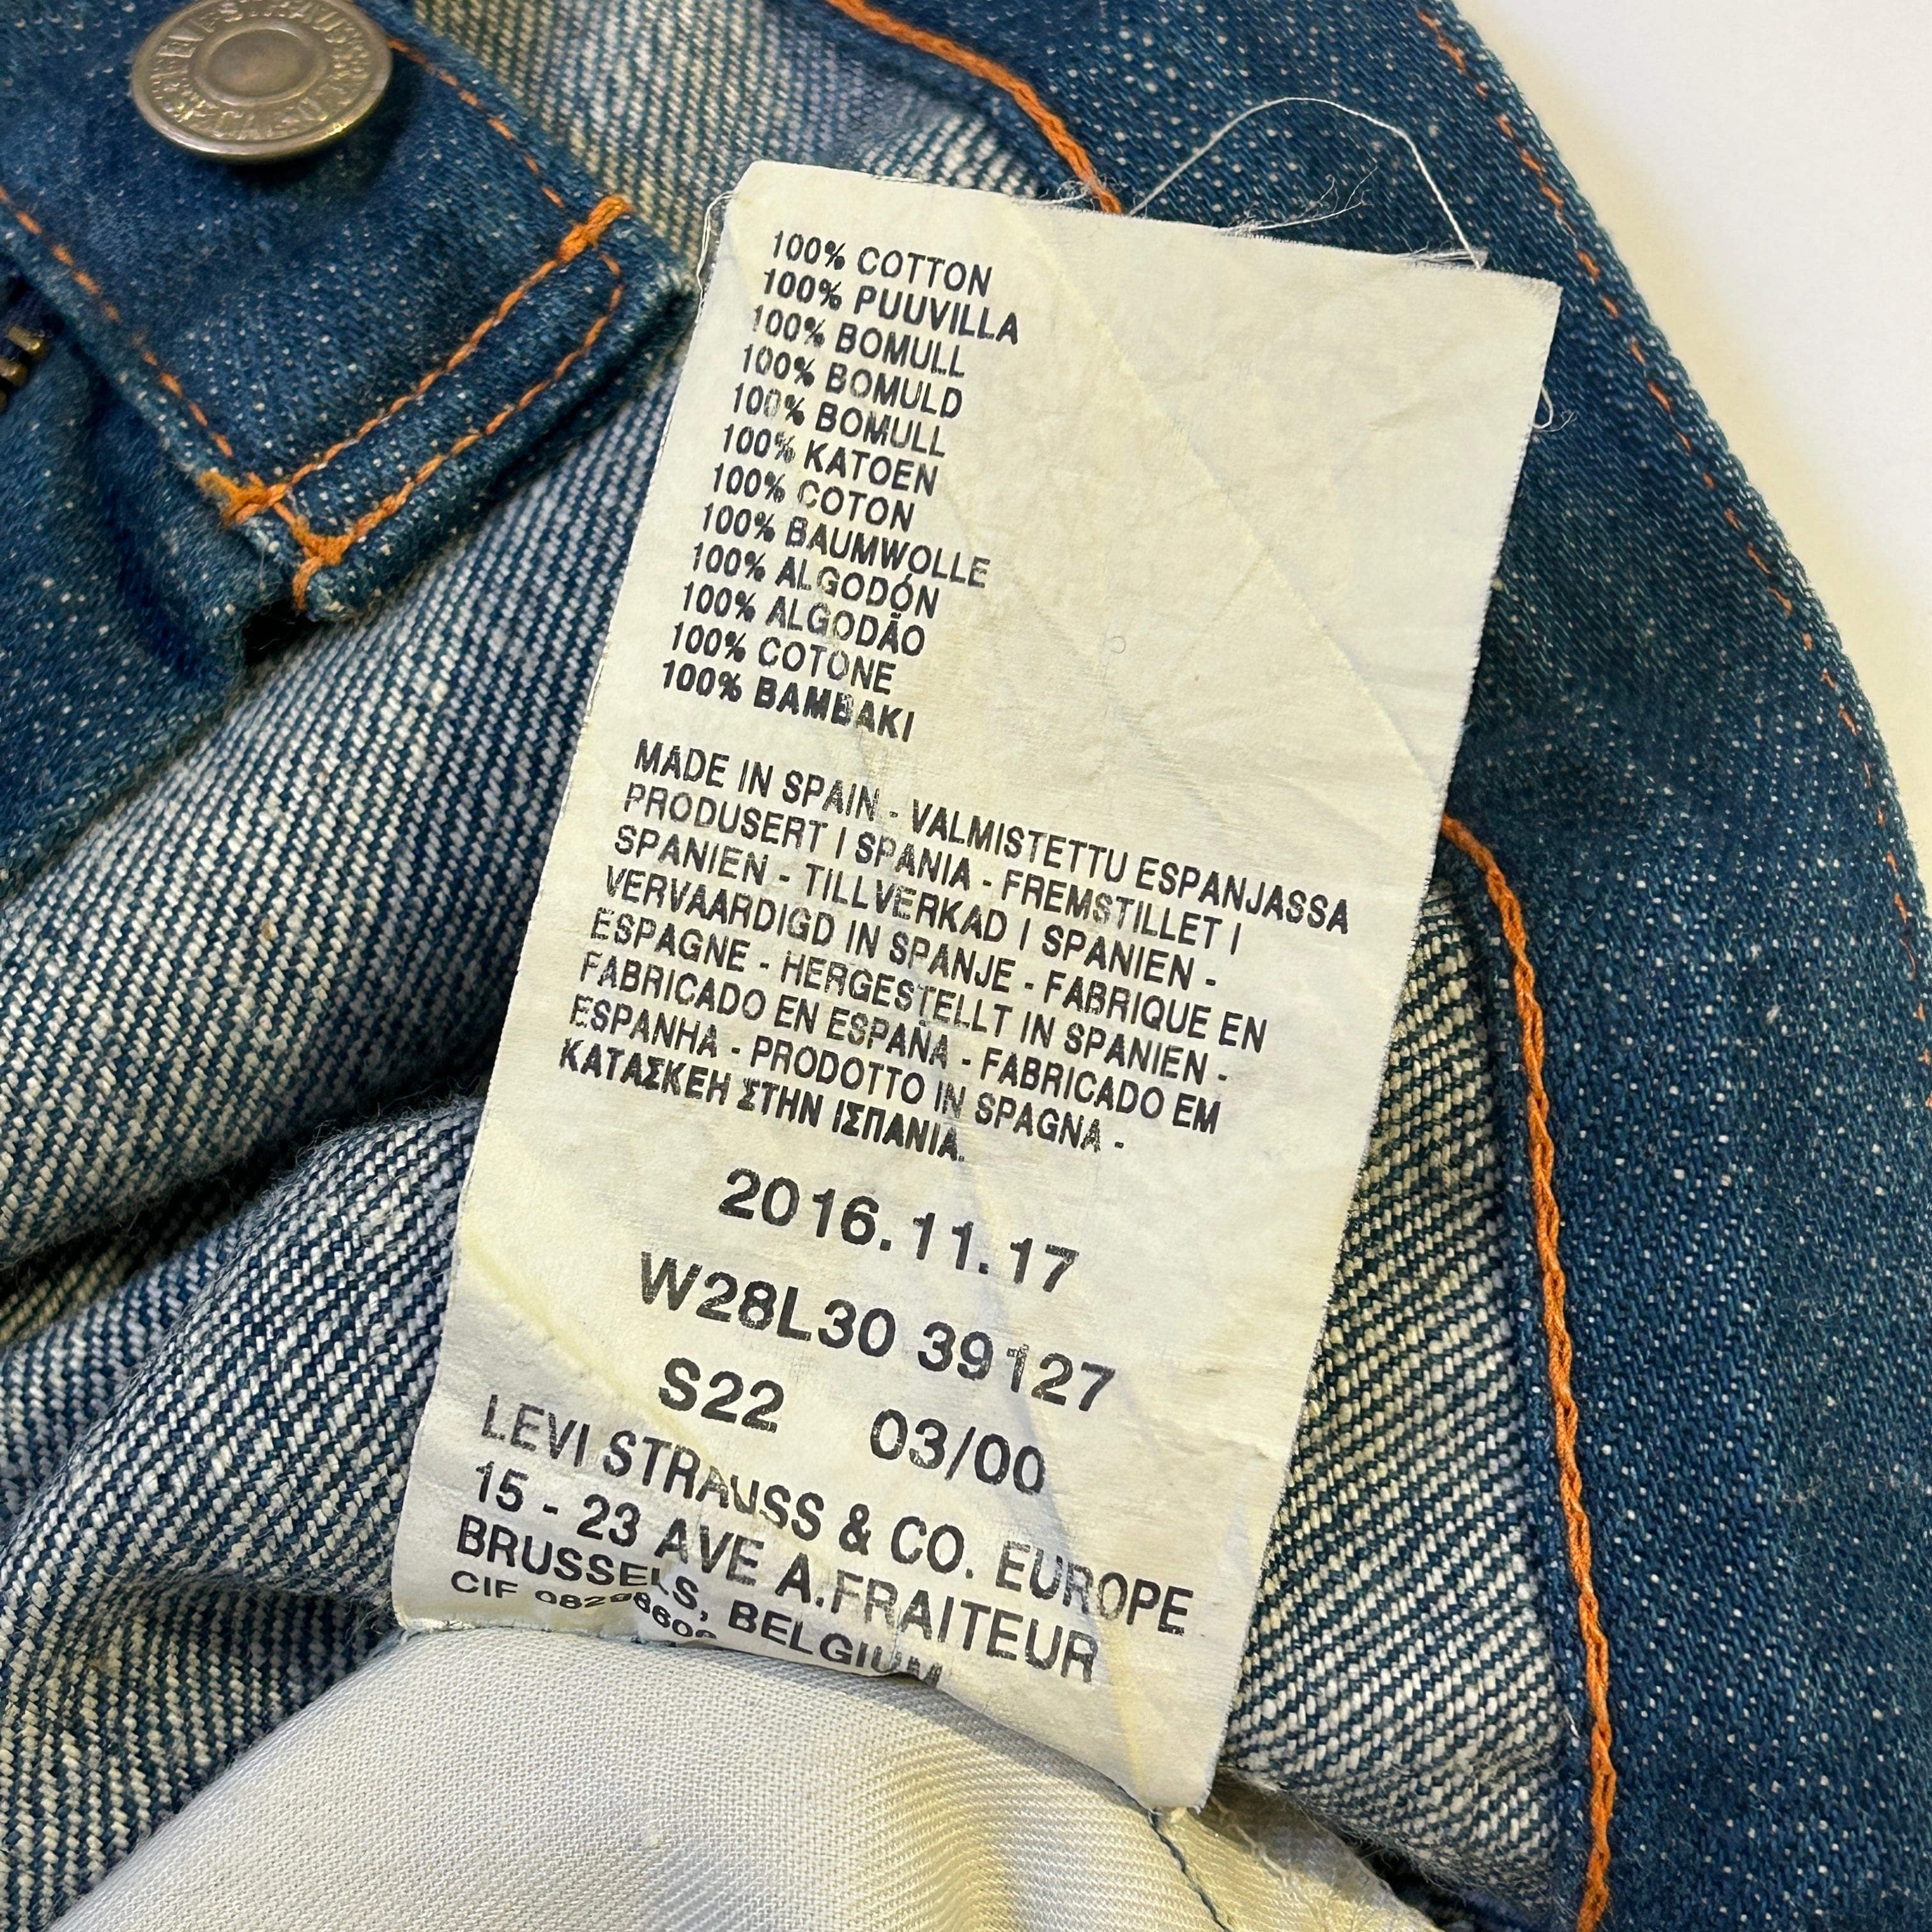 100% COTTON
100% PUUVILLA
100% BOMULL
100% BOMULD
100% BOMULL
100% KATOEN
100% COTON
100% BAUMWOLLE
100% ALGODÓN
100% ALGODÃO
100% COTONE
100% BAMBAKI
MADE IN SPAIN - VALMISTETTU ESPANJASSA
PRODUSERT I SPANIA - FREMSTILLET I
SPANIEN - TILLVERKAD I SPANIEN -
VERVAARDIGD IN SPANJE - FABRIQUE EN
ESPAGNE - HERGESTELLT IN SPANIEN -
FABRICADO EN ESPAÑA - FABRICADO EM
ESPANHA - PRODOTTO IN SPAGNA -
ΚΑΤΑΣΚΕΗ ΣΤΗΝ ΙΣΠΑΝΙΑ.
2016.11.17
W28L30 39127
S22 03/00
LEVI STRAUSS & CO. EUROPE
15 - 23 AVE A.FRAITEUR
BRUSSELS, BELGIUM
CIF